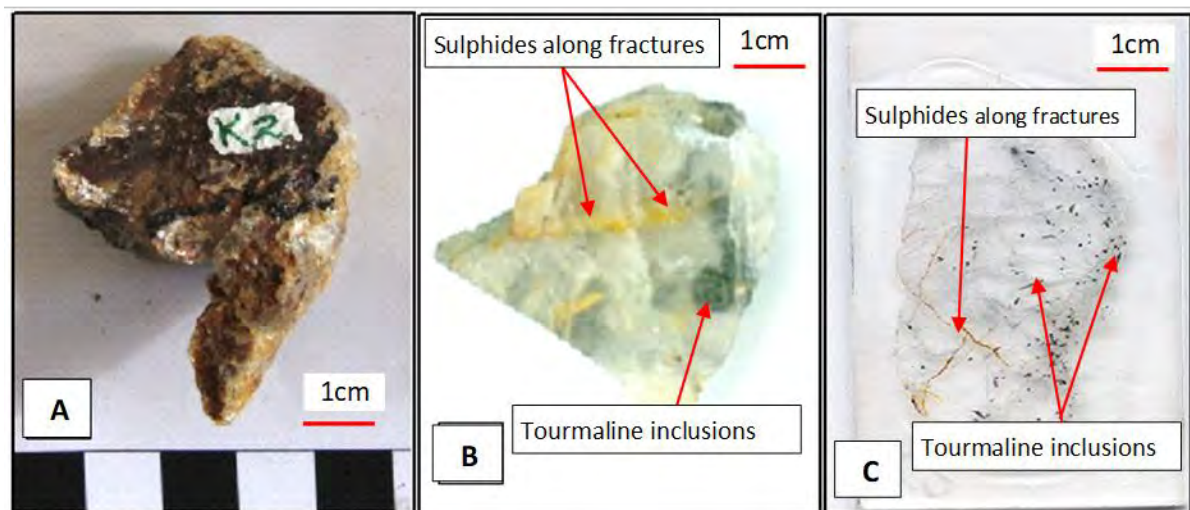 K2
1cm
A
Sulphides along fractures
1cm
Tourmaline inclusions
B
1cm
Sulphides along fractures
Tourmaline inclusions
C